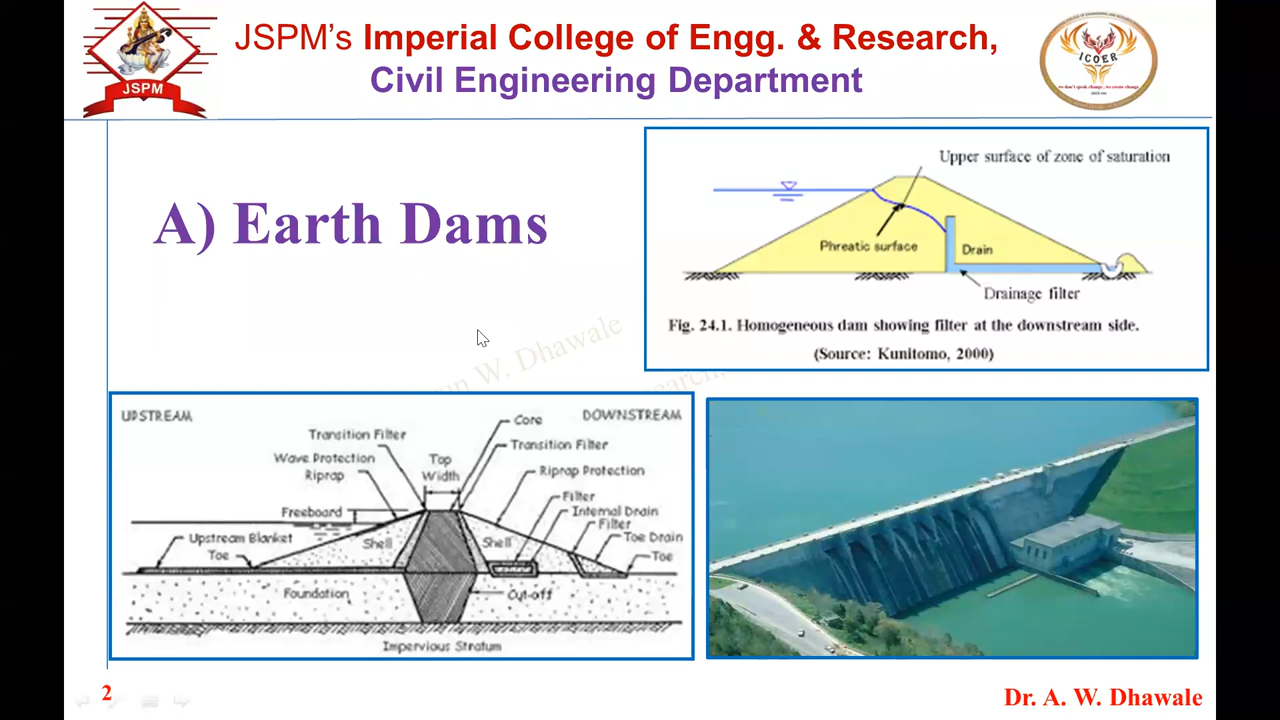 JSPM
JSPM's Imperial College of Engg. & Research,
Civil Engineering Department
ICOER
A) Earth Dams
Upper surface of zone of saturation
Phreatic surface
Drain
Drainage filter
Fig. 24.1. Homogeneous dam showing filter at the downstream side.
(Source: Kunitomo, 2000)
W. Dhawale
UPSTREAM
DOWNSTREAM
Core
Transition Filter
Transition Filter
Wave Protection
Riprap
Top
Width
Riprap Protection
Filter
Freeboard
Internal Drain
Filter
Upstream Blanket
Shell
Shell
Toe Drain
Toe
Toe
Foundation
Cut-off
Impervious Stratum
2
Dr. A. W. Dhawale